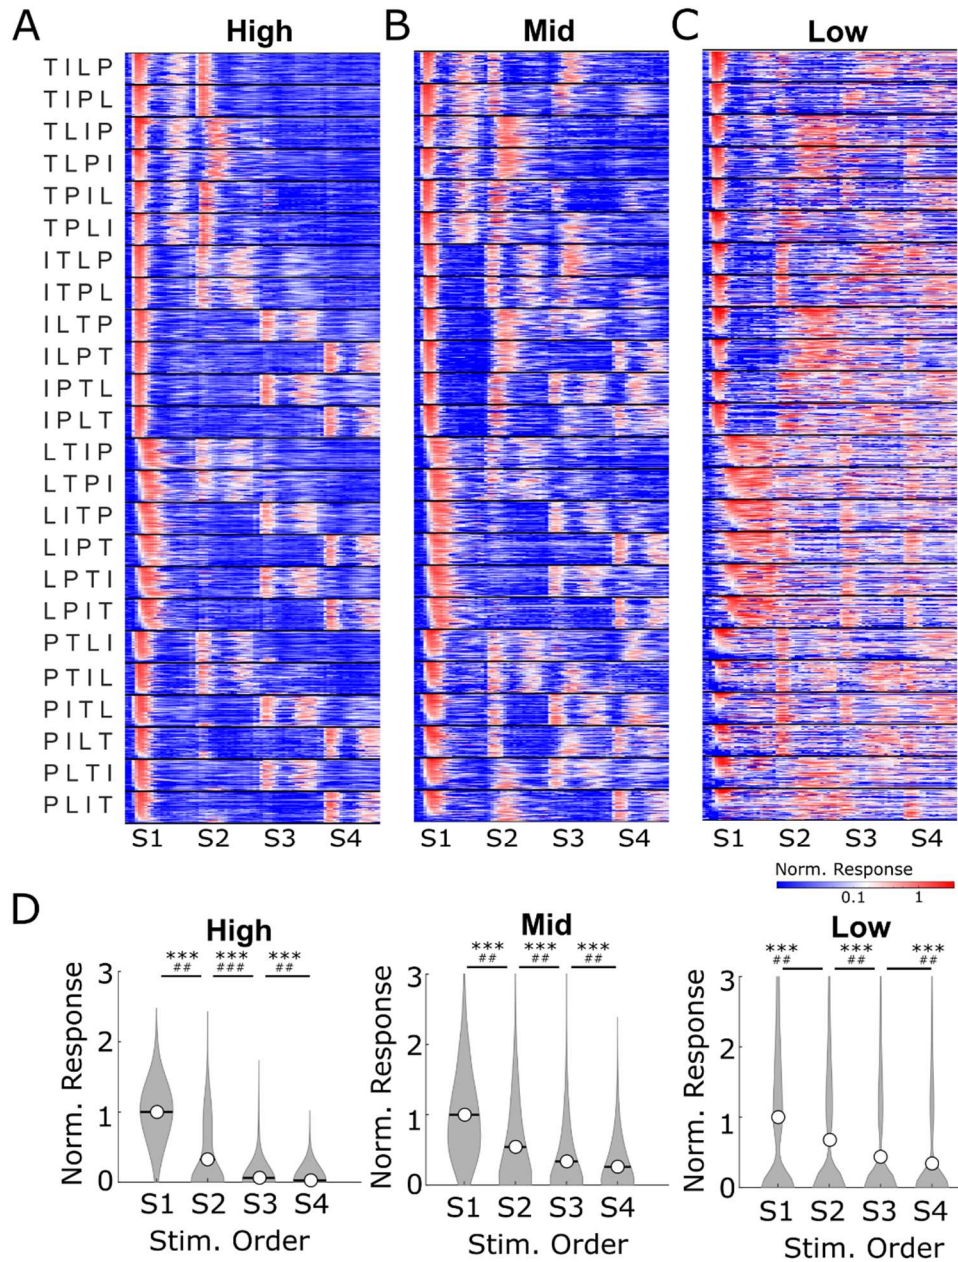 A High B Mid C Low
TILP
TIPL
TLIP
TLPI
TPIL
TPLI
ITLP
ITPL
ILTP
ILPT
IPTL
IPLT
LTIP
LTPI
LITP
LIPT
LPTI
LPIT
PTLI
PTIL
PITL
PILT
PLTI
PLIT
S1 S2 S3 S4 S1 S2 S3 S4 S1 S2 S3 S4
Norm. Response
0.1 1
D
High Mid Low
*** *** *** *** *** *** *** *** ***
## ### ## ## ## ## ## ## ##
3 3 3
2 2 2
1 1 1
0 0 0
Norm. Response Norm. Response Norm. Response
S1 S2 S3 S4 S1 S2 S3 S4 S1 S2 S3 S4
Stim. Order Stim. Order Stim. Order